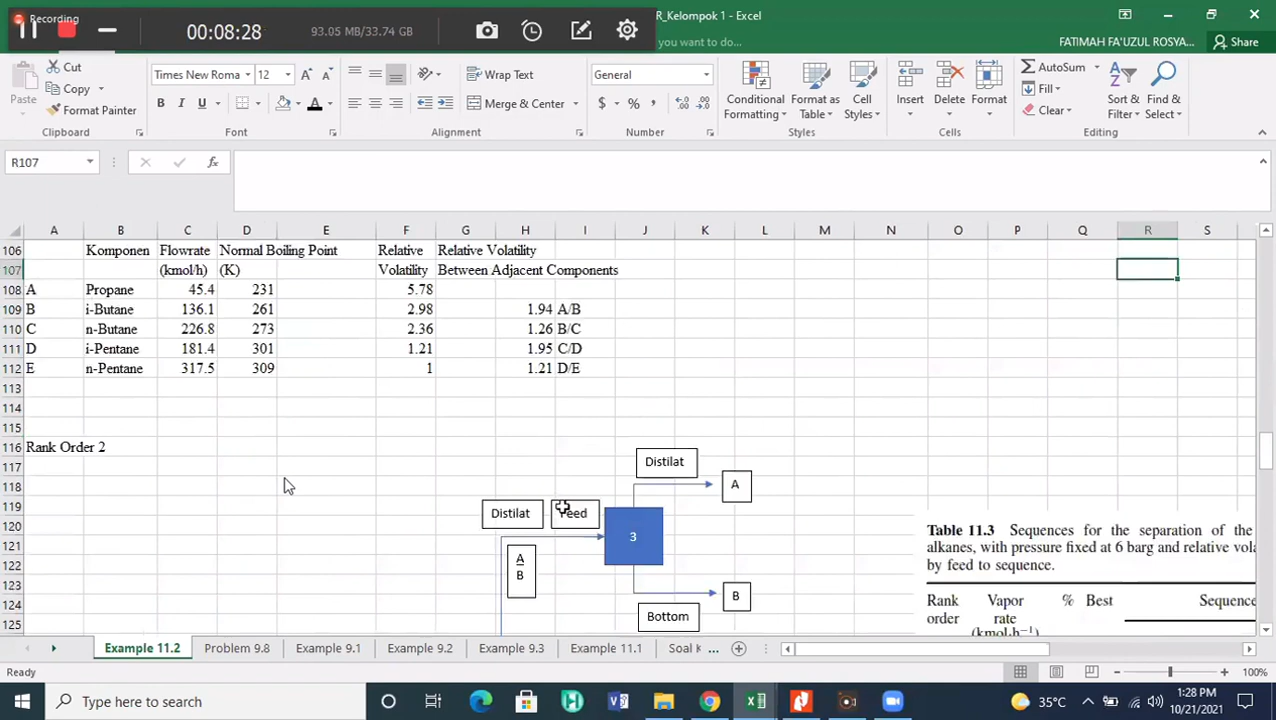 Recording
00:08:28
93.05 MB/33.74 GB
R_Kelompok 1 - Excel
you want to do...
FATIMAH FA'UZUL ROSYA...
Share
Paste
Cut
Copy
Format Painter
Clipboard
Times New Roma
12
B I U
Font
Wrap Text
Merge & Center
Alignment
General
$ % ,
Number
Conditional Formatting
Format as Table
Cell Styles
Styles
Insert
Delete
Format
Cells
AutoSum
Fill
Clear
Sort & Filter
Find & Select
Editing
R107
fx
A B C D E F G H I J K L M N O P Q R S
106 Komponen Flowrate Normal Boiling Point Relative Relative Volatility
107 (kmol/h) (K) Volatility Between Adjacent Components
108 A Propane 45.4 231 5.78
109 B i-Butane 136.1 261 2.98 1.94 A/B
110 C n-Butane 226.8 273 2.36 1.26 B/C
111 D i-Pentane 181.4 301 1.21 1.95 C/D
112 E n-Pentane 317.5 309 1 1.21 D/E
113
114
115
116 Rank Order 2
117
118
119
120
121
122
123
124
125
Distilat
A
Distilat
Feed
3
A
B
B
Bottom
Table 11.3 Sequences for the separation of the
alkanes, with pressure fixed at 6 barg and relative vola
by feed to sequence.
Rank Vapor % Best Sequence
order rate
(kmol·h⁻¹)
Example 11.2
Problem 9.8
Example 9.1
Example 9.2
Example 9.3
Example 11.1
Soal K ...
Ready
100%
Type here to search
35°C
1:28 PM
10/21/2021